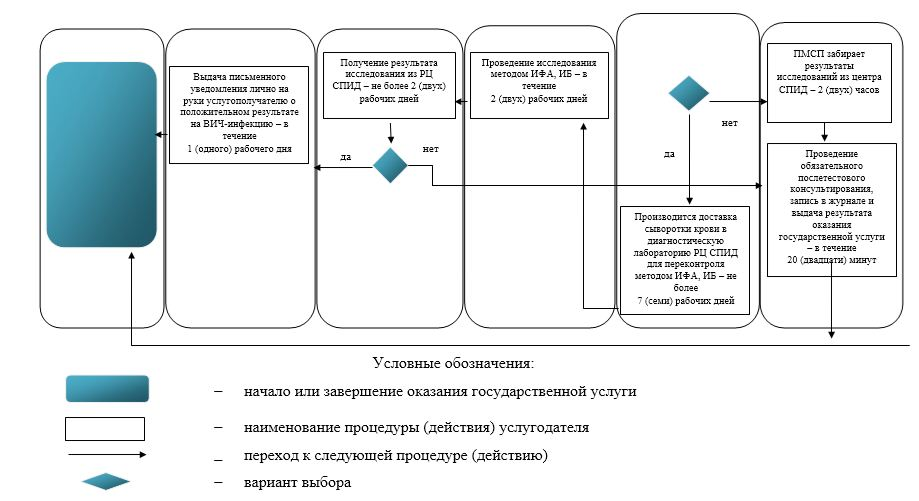 Выдача письменного
уведомления лично на
руки услугополучателю о
положительном результате
на ВИЧ-инфекцию – в
течение
1 (одного) рабочего дня
Получение результата
исследования из РЦ
СПИД – не более 2 (двух)
рабочих дней
да
нет
Проведение исследования
методом ИФА, ИБ – в
течение
2 (двух) рабочих дней
нет
да
Производится доставка
сыворотки крови в
диагностическую
лабораторию РЦ СПИД
для переконтроля
методом ИФА, ИБ – не
более
7 (семи) рабочих дней
ПМСП забирает
результаты
исследований из центра
СПИД – 2 (двух) часов
Проведение
обязательного
послетестового
консультирования,
запись в журнале и
выдача результата
оказания
государственной услуги
– в течение
20 (двадцати) минут
Условные обозначения:
– начало или завершение оказания государственной услуги
– наименование процедуры (действия) услугодателя
– переход к следующей процедуре (действию)
– вариант выбора